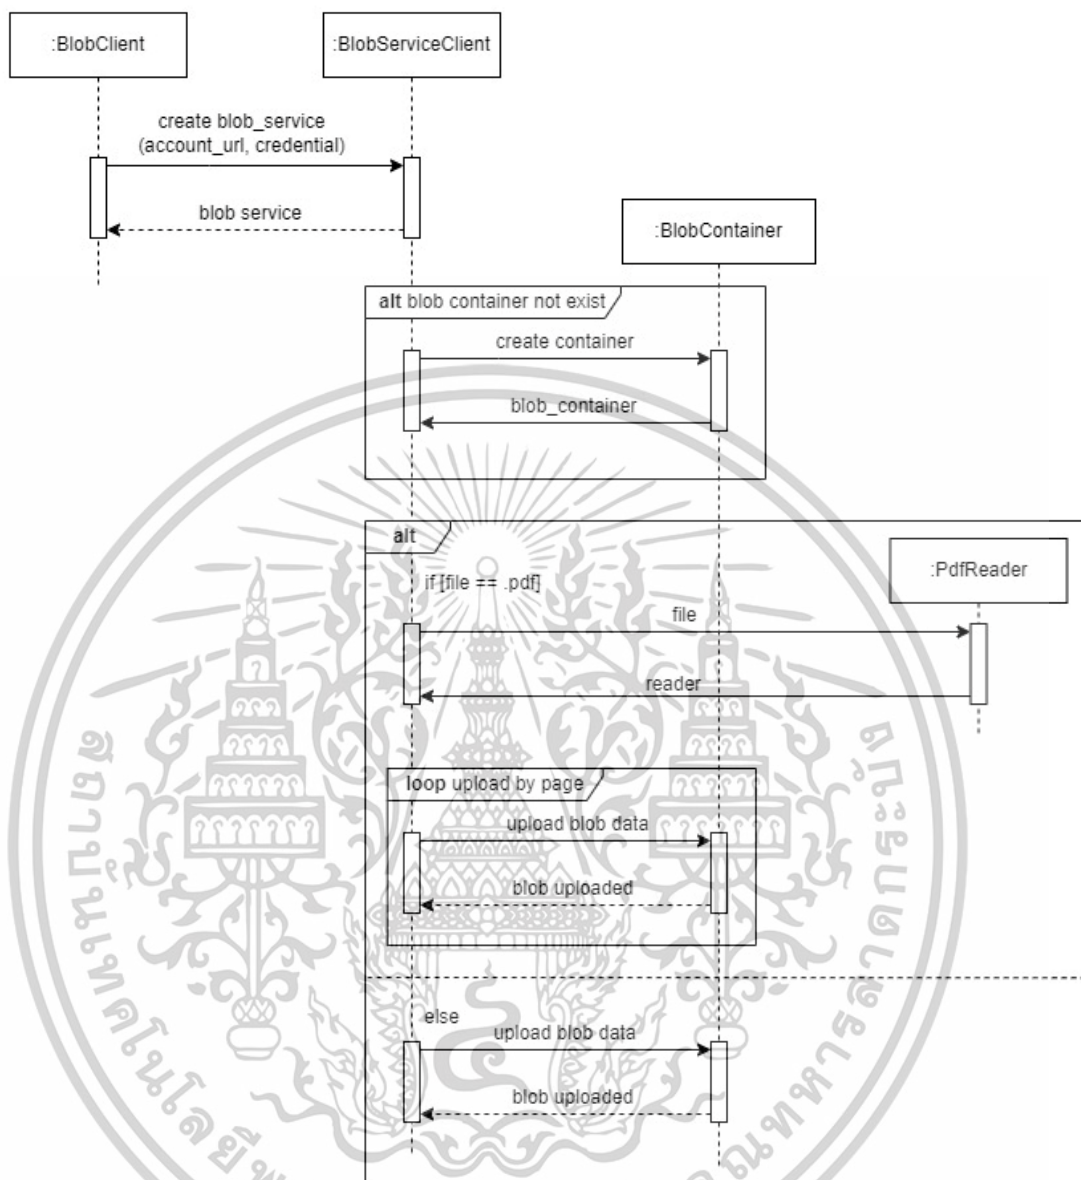 :BlobClient
:BlobServiceClient
create blob_service
(account_url, credential)
blob service
:BlobContainer
alt blob container not exist
create container
blob_container
alt
:PdfReader
if [file == .pdf]
file
reader
loop upload by page
upload blob data
blob uploaded
else
upload blob data
blob uploaded